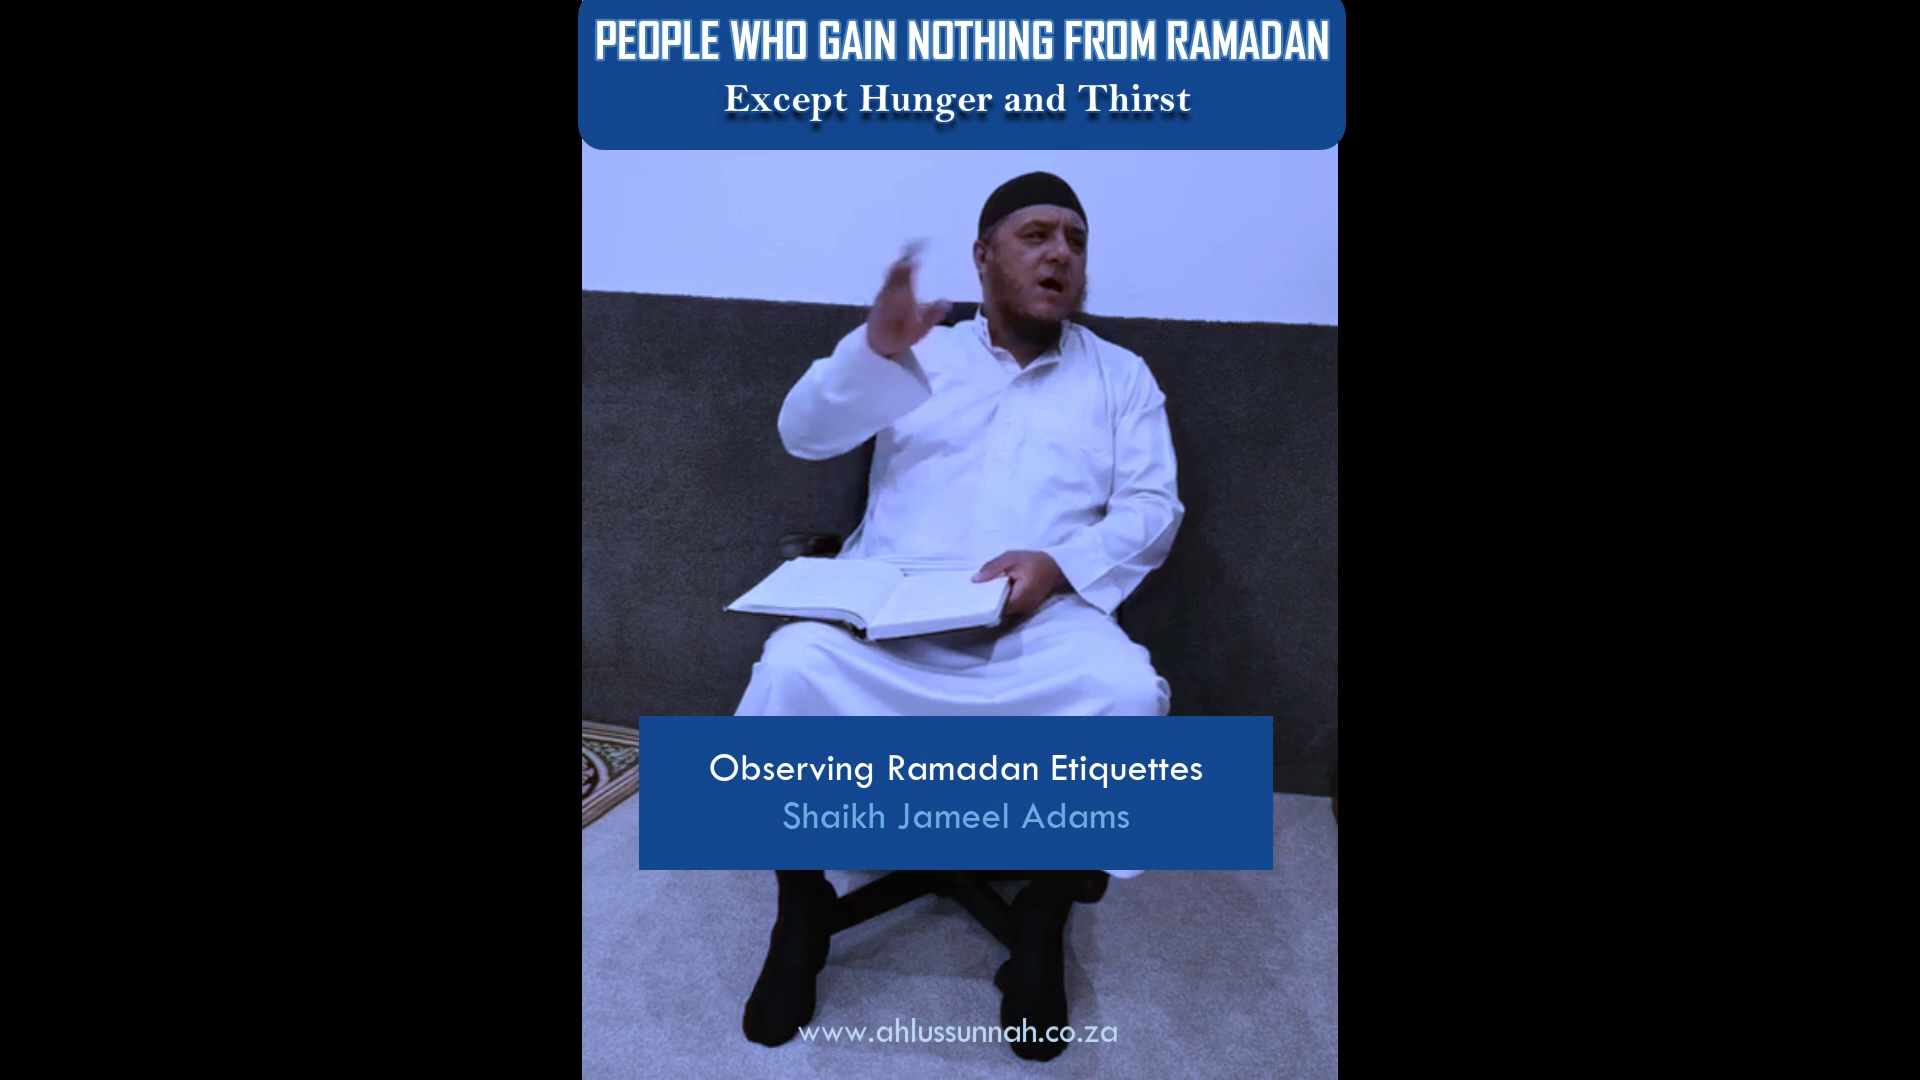 PEOPLE WHO GAIN NOTHING FROM RAMADAN
Except Hunger and Thirst
Observing Ramadan Etiquettes
Shaikh Jameel Adams
www.ahlussunnah.co.za